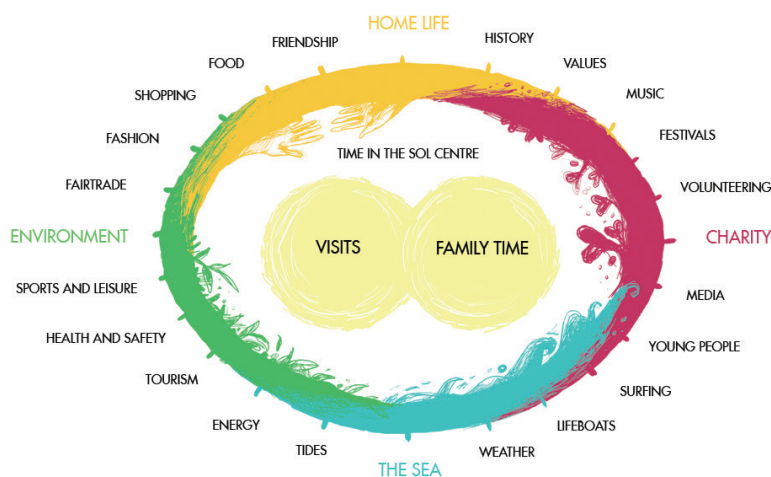 HOME LIFE
HISTORY
VALUES
MUSIC
FESTIVALS
VOLUNTEERING
CHARITY
MEDIA
YOUNG PEOPLE
SURFING
LIFEBOATS
WEATHER
THE SEA
TIDES
ENERGY
TOURISM
HEALTH AND SAFETY
SPORTS AND LEISURE
ENVIRONMENT
FAIRTRADE
FASHION
SHOPPING
FOOD
FRIENDSHIP
TIME IN THE SOL CENTRE
VISITS
FAMILY TIME